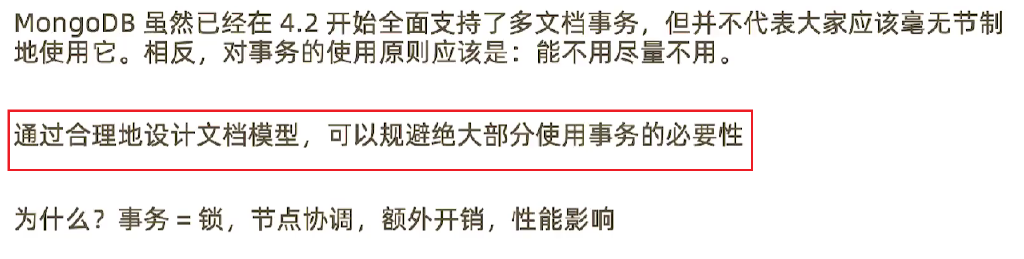 MongoDB 虽然已经在 4.2 开始全面支持了多文档事务，但并不代表大家应该毫无节制
地使用它。相反，对事务的使用原则应该是：能不用尽量不用。
通过合理地设计文档模型，可以规避绝大部分使用事务的必要性
为什么？事务 = 锁，节点协调，额外开销，性能影响